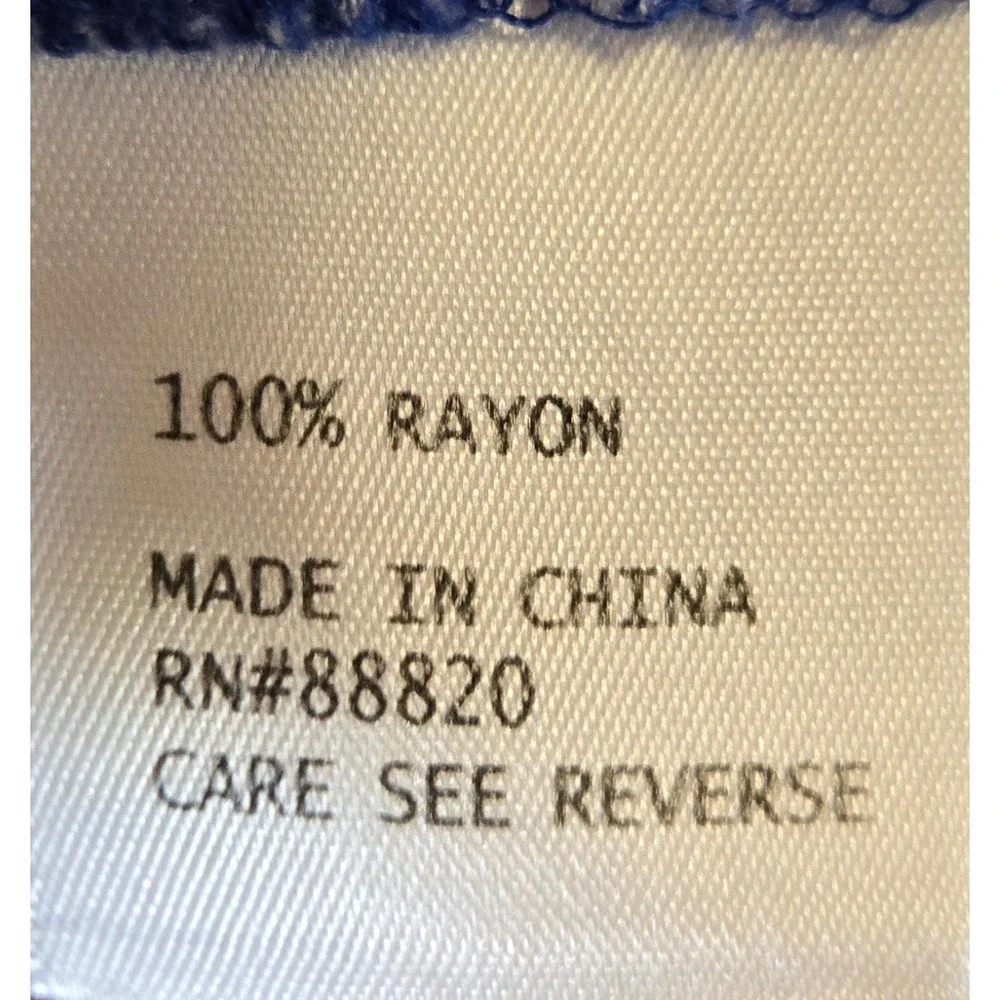 100% RAYON
MADE IN CHINA
RN#88820
CARE SEE REVERSE